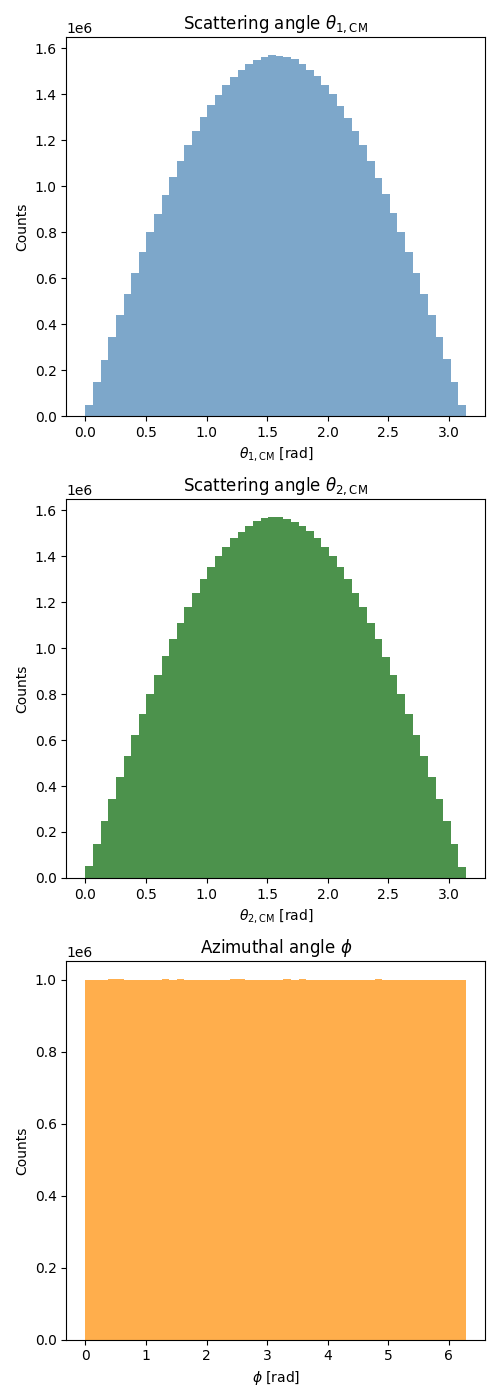 Scattering angle θ1, CM
1e6
1.6
1.4
1.2
1.0
0.8
0.6
0.4
0.2
0.0
Counts
0.0 0.5 1.0 1.5 2.0 2.5 3.0
θ1, CM [rad]
Scattering angle θ2, CM
1e6
1.6
1.4
1.2
1.0
0.8
0.6
0.4
0.2
0.0
Counts
0.0 0.5 1.0 1.5 2.0 2.5 3.0
θ2, CM [rad]
Azimuthal angle ϕ
1e6
1.0
0.8
0.6
0.4
0.2
0.0
Counts
0 1 2 3 4 5 6
ϕ [rad]